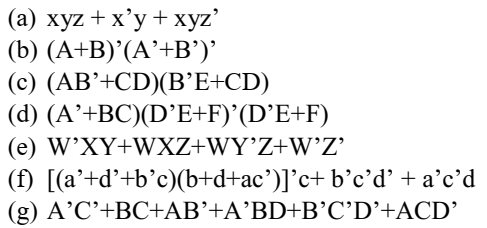 (a) xyz + x’y + xyz’
(b) (A+B)’(A’+B’)’
(c) (AB’+CD)(B’E+CD)
(d) (A’+BC)(D’E+F)’(D’E+F)
(e) W’XY+WXZ+WY’Z+W’Z’
(f) [(a’+d’+b’c)(b+d+ac’)]’c+ b’c’d’ + a’c’d
(g) A’C’+BC+AB’+A’BD+B’C’D’+ACD’